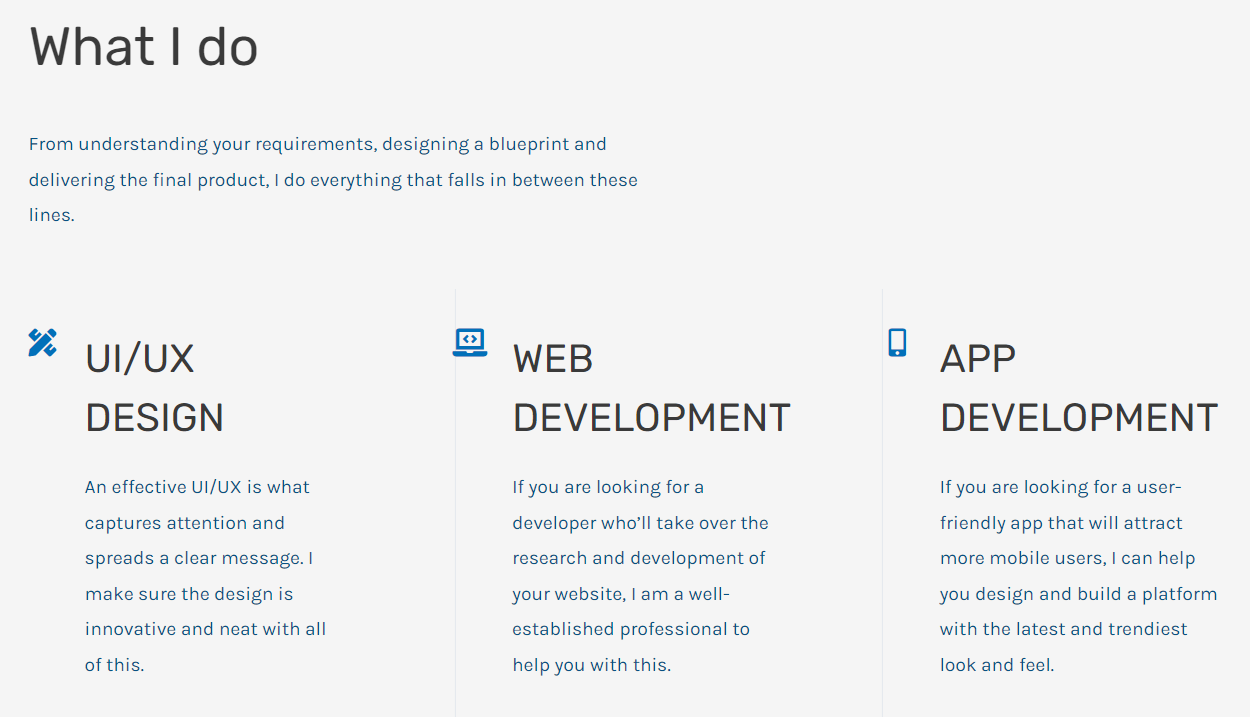 What I do
From understanding your requirements, designing a blueprint and
delivering the final product, I do everything that falls in between these
lines.
UI/UX
DESIGN
An effective UI/UX is what
captures attention and
spreads a clear message. I
make sure the design is
innovative and neat with all
of this.
WEB
DEVELOPMENT
If you are looking for a
developer who’ll take over the
research and development of
your website, I am a well-
established professional to
help you with this.
APP
DEVELOPMENT
If you are looking for a user-
friendly app that will attract
more mobile users, I can help
you design and build a platform
with the latest and trendiest
look and feel.